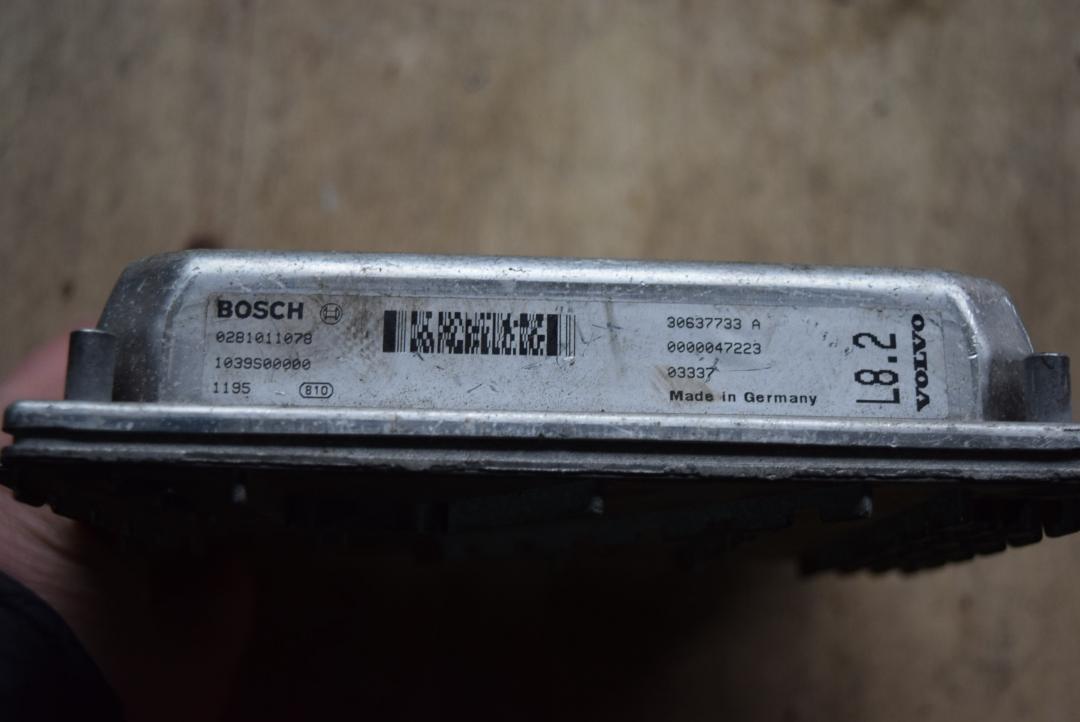 BOSCH
0281011078
1039S00000
1195 810
30637733 A
0000047223
03337
Made in Germany
L8.2
VOLVO